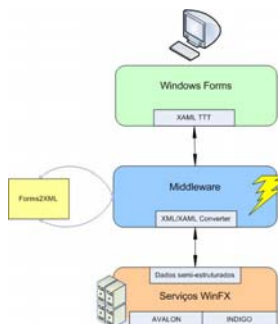 Windows Forms
XAML TTT
Forms2XML
Middleware
XML/XAML Converter
Dados semi-estruturados
Serviços WinFX
AVALON
INDIGO